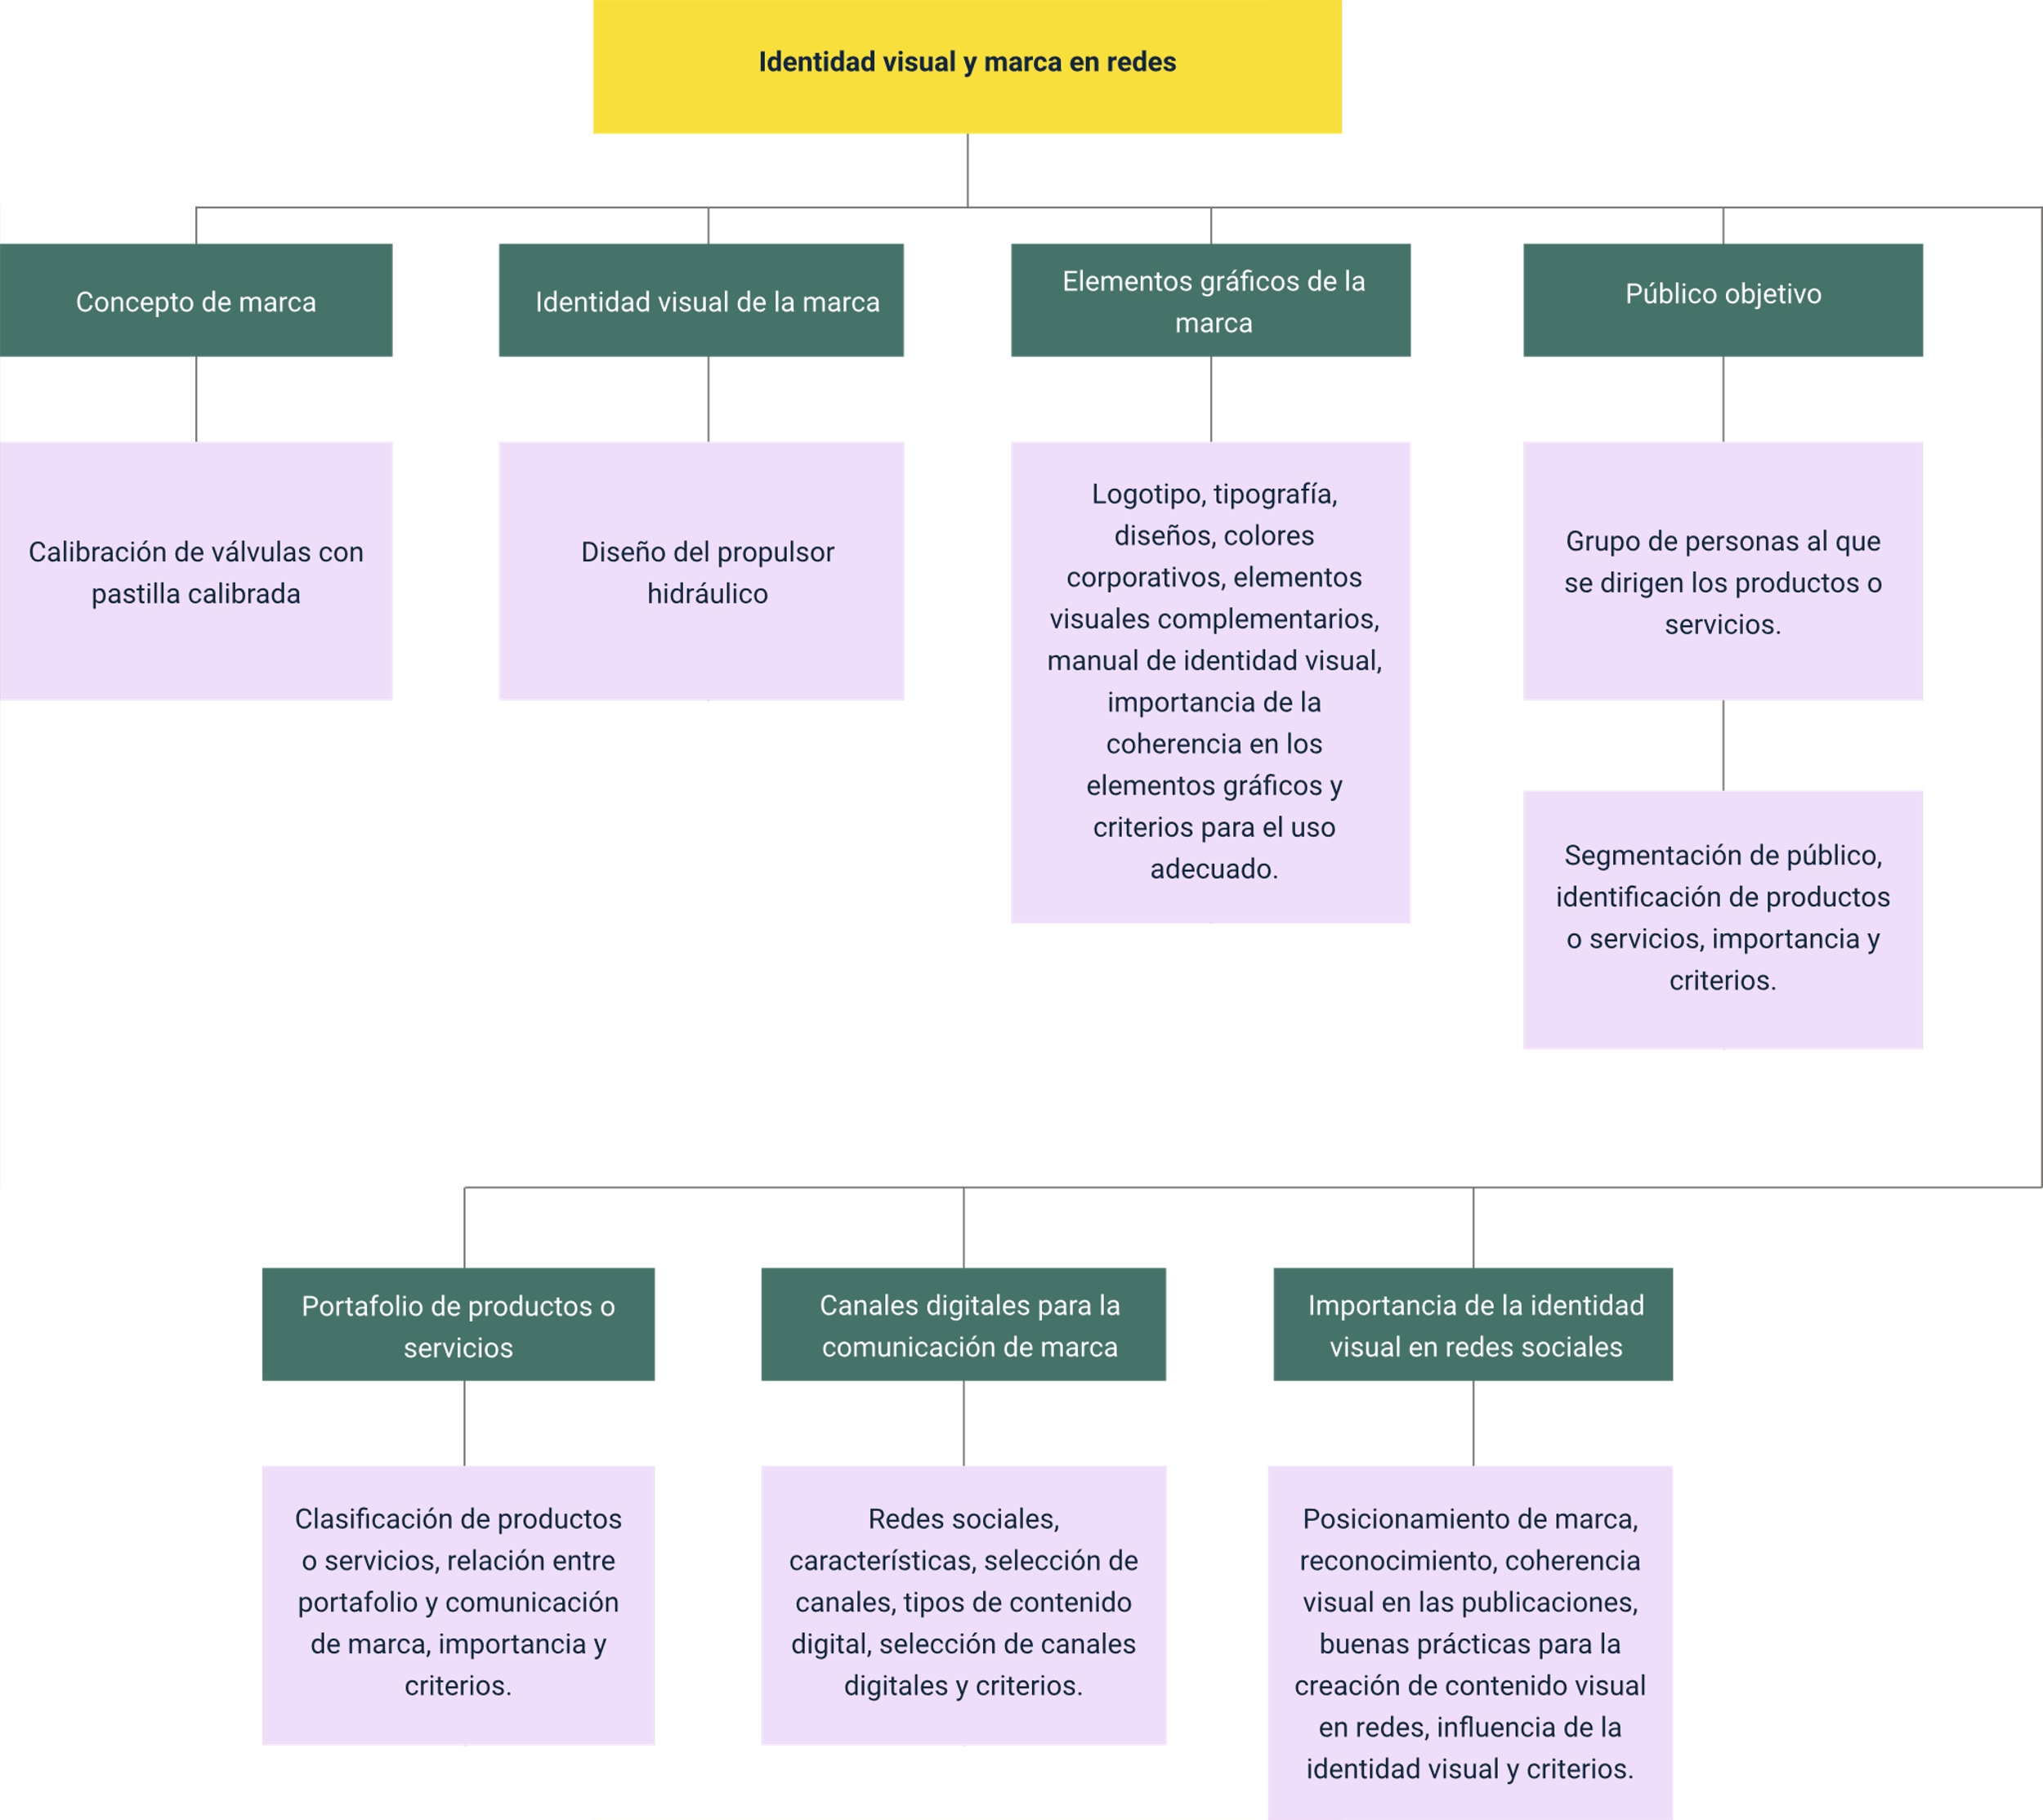 Identidad visual y marca en redes
Concepto de marca
Identidad visual de la marca
Elementos gráficos de la
marca
Público objetivo
Calibración de válvulas con
pastilla calibrada
Diseño del propulsor
hidráulico
Logotipo, tipografía,
diseños, colores
corporativos, elementos
visuales complementarios,
manual de identidad visual,
importancia de la
coherencia en los
elementos gráficos y
criterios para el uso
adecuado.
Grupo de personas al que
se dirigen los productos o
servicios.
Segmentación de público,
identificación de productos
o servicios, importancia y
criterios.
Portafolio de productos o
servicios
Canales digitales para la
comunicación de marca
Importancia de la identidad
visual en redes sociales
Clasificación de productos
o servicios, relación entre
portafolio y comunicación
de marca, importancia y
criterios.
Redes sociales,
características, selección de
canales, tipos de contenido
digital, selección de canales
digitales y criterios.
Posicionamiento de marca,
reconocimiento, coherencia
visual en las publicaciones,
buenas prácticas para la
creación de contenido visual
en redes, influencia de la
identidad visual y criterios.